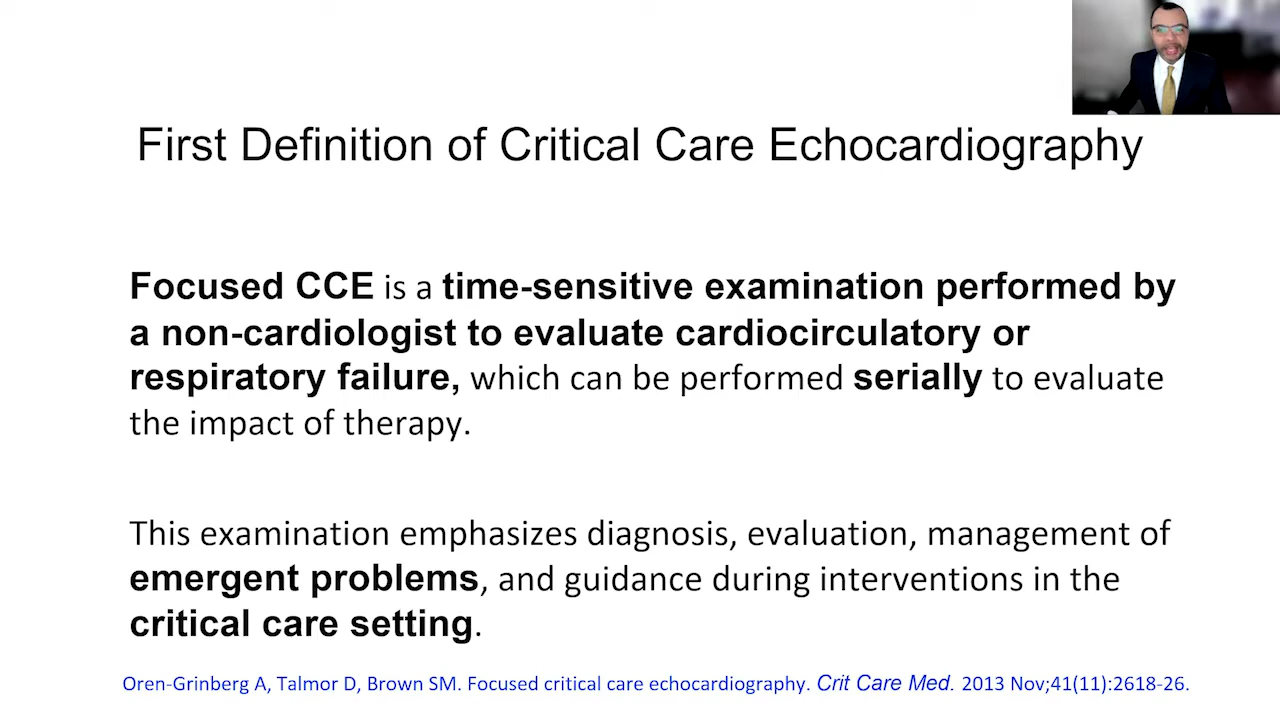 First Definition of Critical Care Echocardiography
Focused CCE is a time-sensitive examination performed by
a non-cardiologist to evaluate cardiocirculatory or
respiratory failure, which can be performed serially to evaluate
the impact of therapy.
This examination emphasizes diagnosis, evaluation, management of
emergent problems, and guidance during interventions in the
critical care setting.
Oren-Grinberg A, Talmor D, Brown SM. Focused critical care echocardiography. Crit Care Med. 2013 Nov;41(11):2618-26.